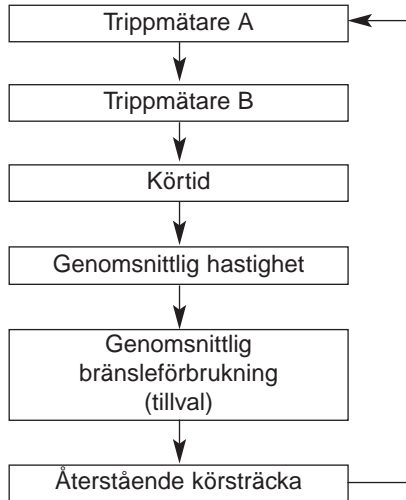 Trippmätare A
Trippmätare B
Körtid
Genomsnittlig hastighet
Genomsnittlig
bränsleförbrukning
(tillval)
Återstående körsträcka